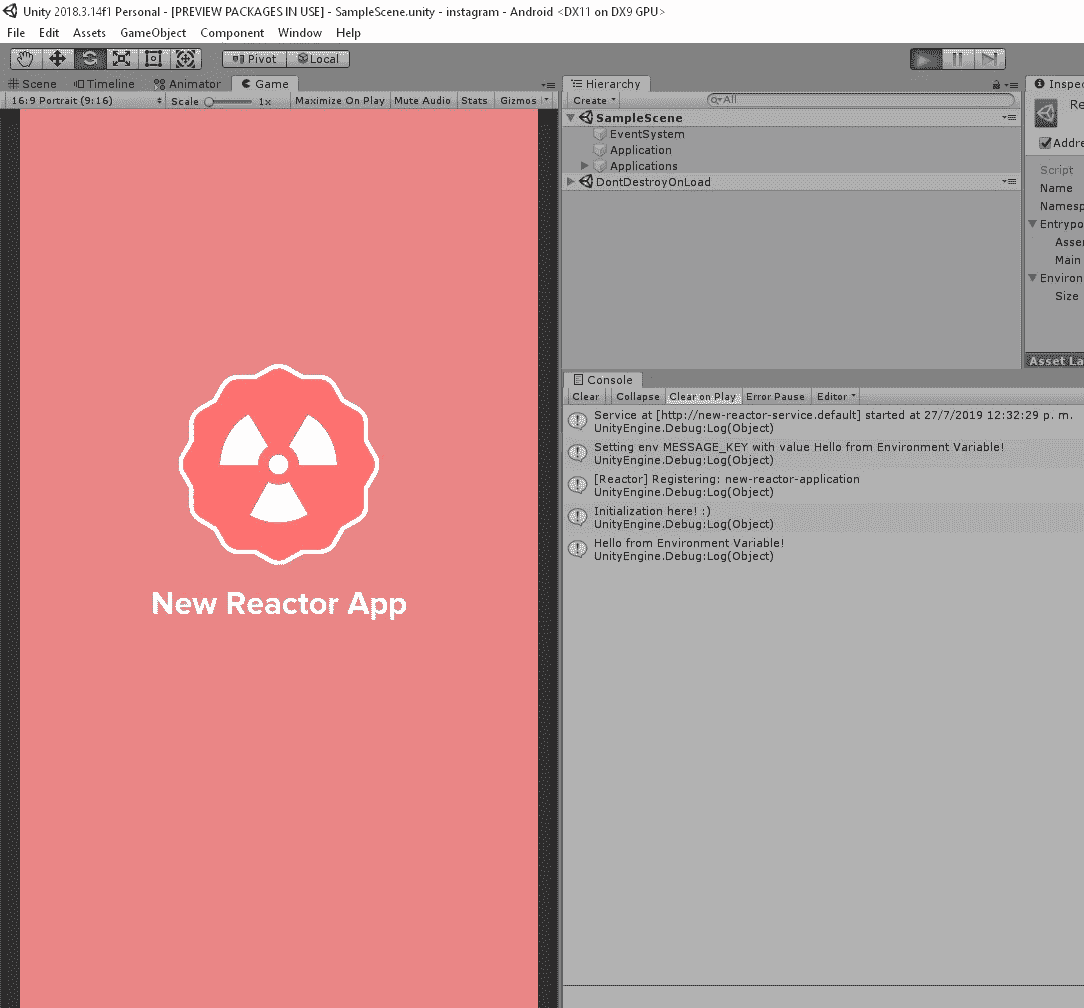 Unity 2018.3.14f1 Personal - [PREVIEW PACKAGES IN USE] - SampleScene.unity - instagram - Android <DX11 on DX9 GPU>
File Edit Assets GameObject Component Window Help
Pivot Local
Scene Timeline Animator Game
16:9 Portrait (9:16) Scale 1x Maximize On Play Mute Audio Stats Gizmos
New Reactor App
Hierarchy
Create All
SampleScene
EventSystem
Application
Applications
DontDestroyOnLoad
Inspec
Re
Addre
Script
Name
Namesp
Entrypo
Asse
Main
Environ
Size
Asset La
Console
Clear Collapse Clear on Play Error Pause Editor
Service at [http://new-reactor-service.default] started at 27/7/2019 12:32:29 p. m.
UnityEngine.Debug:Log(Object)
Setting env MESSAGE_KEY with value Hello from Environment Variable!
UnityEngine.Debug:Log(Object)
[Reactor] Registering: new-reactor-application
UnityEngine.Debug:Log(Object)
Initialization here! :)
UnityEngine.Debug:Log(Object)
Hello from Environment Variable!
UnityEngine.Debug:Log(Object)